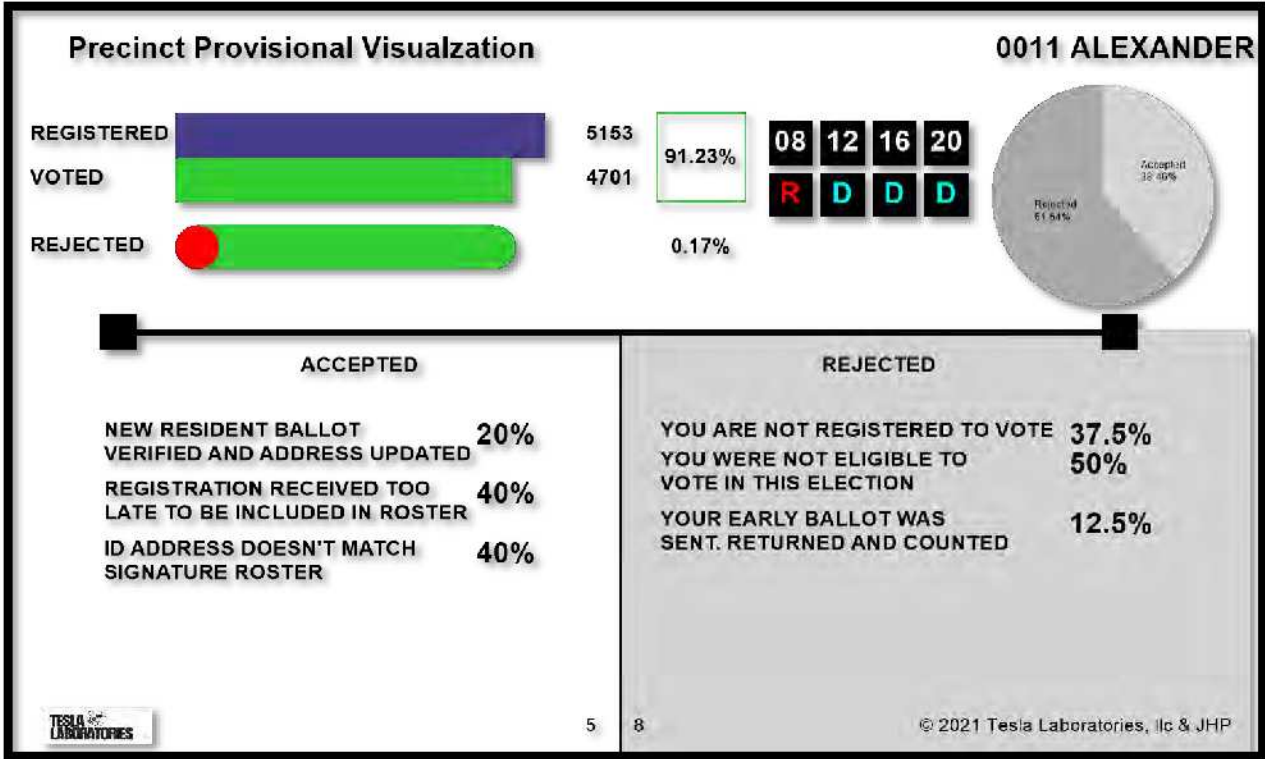 Precinct Provisional Visualzation
0011 ALEXANDER
REGISTERED
5153
VOTED
4701
91.23%
08 12 16 20
R D D D
Accepted
Rejected
REJECTED
0.17%
ACCEPTED
NEW RESIDENT BALLOT
VERIFIED AND ADDRESS UPDATED
20%
REGISTRATION RECEIVED TOO
LATE TO BE INCLUDED IN ROSTER
40%
ID ADDRESS DOESN'T MATCH
SIGNATURE ROSTER
40%
REJECTED
YOU ARE NOT REGISTERED TO VOTE 37.5%
YOU WERE NOT ELIGIBLE TO
VOTE IN THIS ELECTION
50%
YOUR EARLY BALLOT WAS
SENT. RETURNED AND COUNTED
12.5%
TESLA
LABORATORIES
5
8
© 2021 Tesla Laboratories, llc & JHP